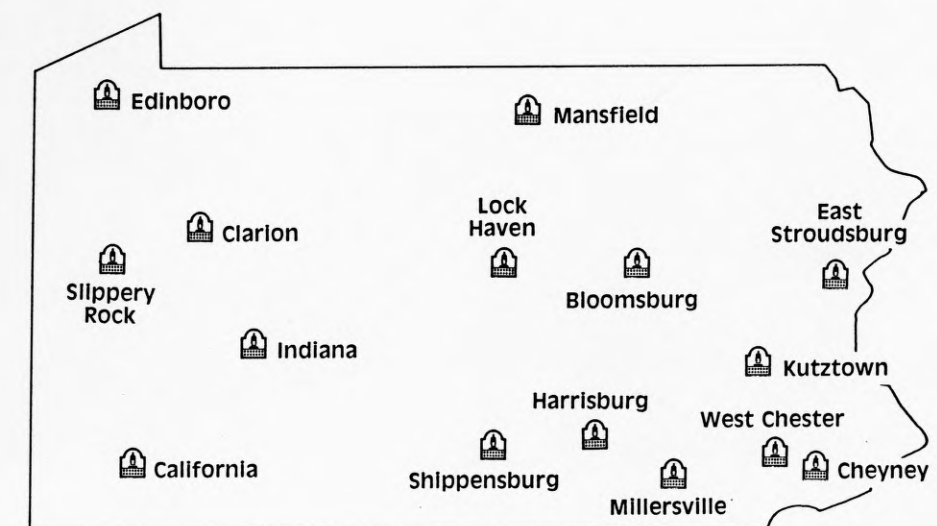 Edinboro
Mansfield
Lock
Haven
East
Stroudsburg
Clarion
Slippery
Rock
Bloomsburg
Indiana
Kutztown
Harrisburg
West Chester
California
Shippensburg
Cheyney
Millersville